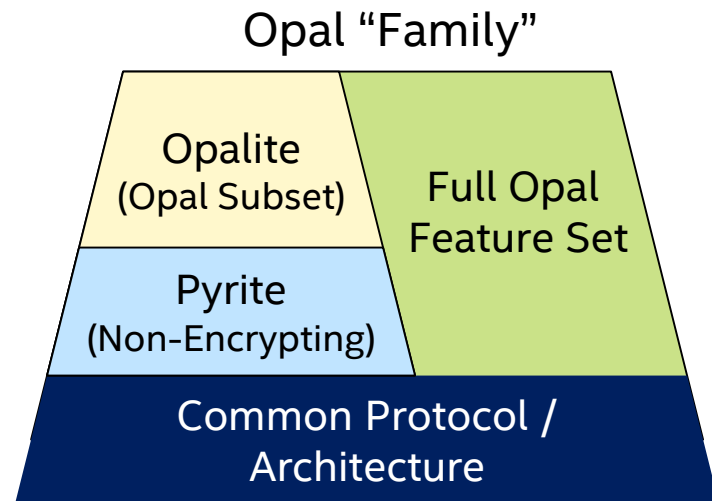 Opal “Family”
Opalite
(Opal Subset)
Full Opal
Feature Set
Pyrite
(Non-Encrypting)
Common Protocol /
Architecture